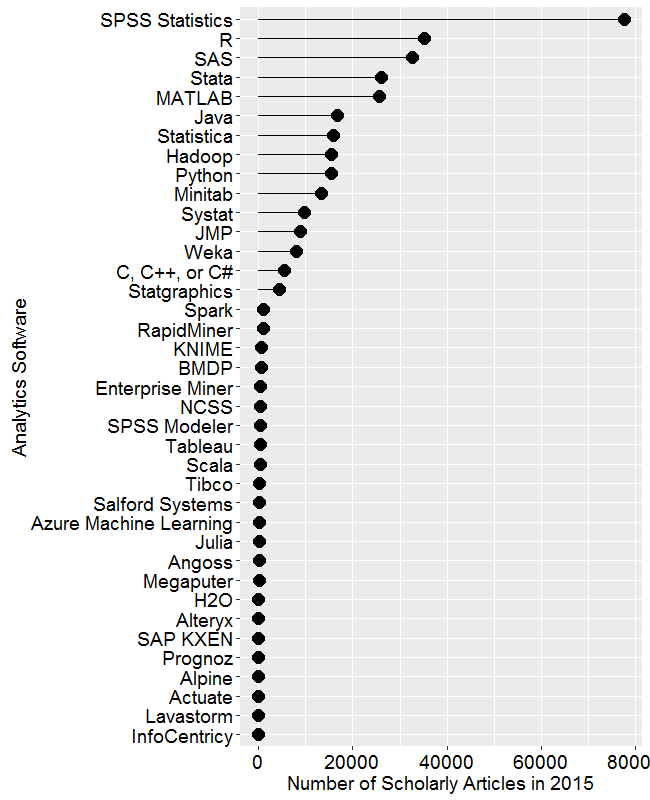 SPSS Statistics
R
SAS
Stata
MATLAB
Java
Statistica
Hadoop
Python
Minitab
Systat
JMP
Weka
C, C++, or C#
Statgraphics
Spark
RapidMiner
KNIME
BMDP
Enterprise Miner
NCSS
SPSS Modeler
Tableau
Scala
Tibco
Salford Systems
Azure Machine Learning
Julia
Angoss
Megaputer
H2O
Alteryx
SAP KXEN
Prognoz
Alpine
Actuate
Lavastorm
InfoCentricy
Analytics Software
0 20000 40000 60000 8000
Number of Scholarly Articles in 2015